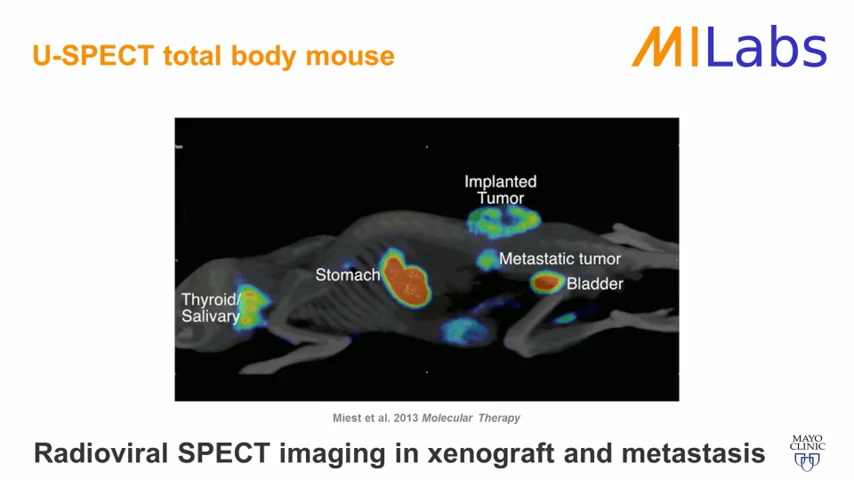 U-SPECT total body mouse
MILabs
Implanted
Tumor
Metastatic tumor
Stomach
Bladder
Thyroid/
Salivary
Miest et al. 2013 Molecular Therapy
Radioviral SPECT imaging in xenograft and metastasis
MAYO
CLINIC